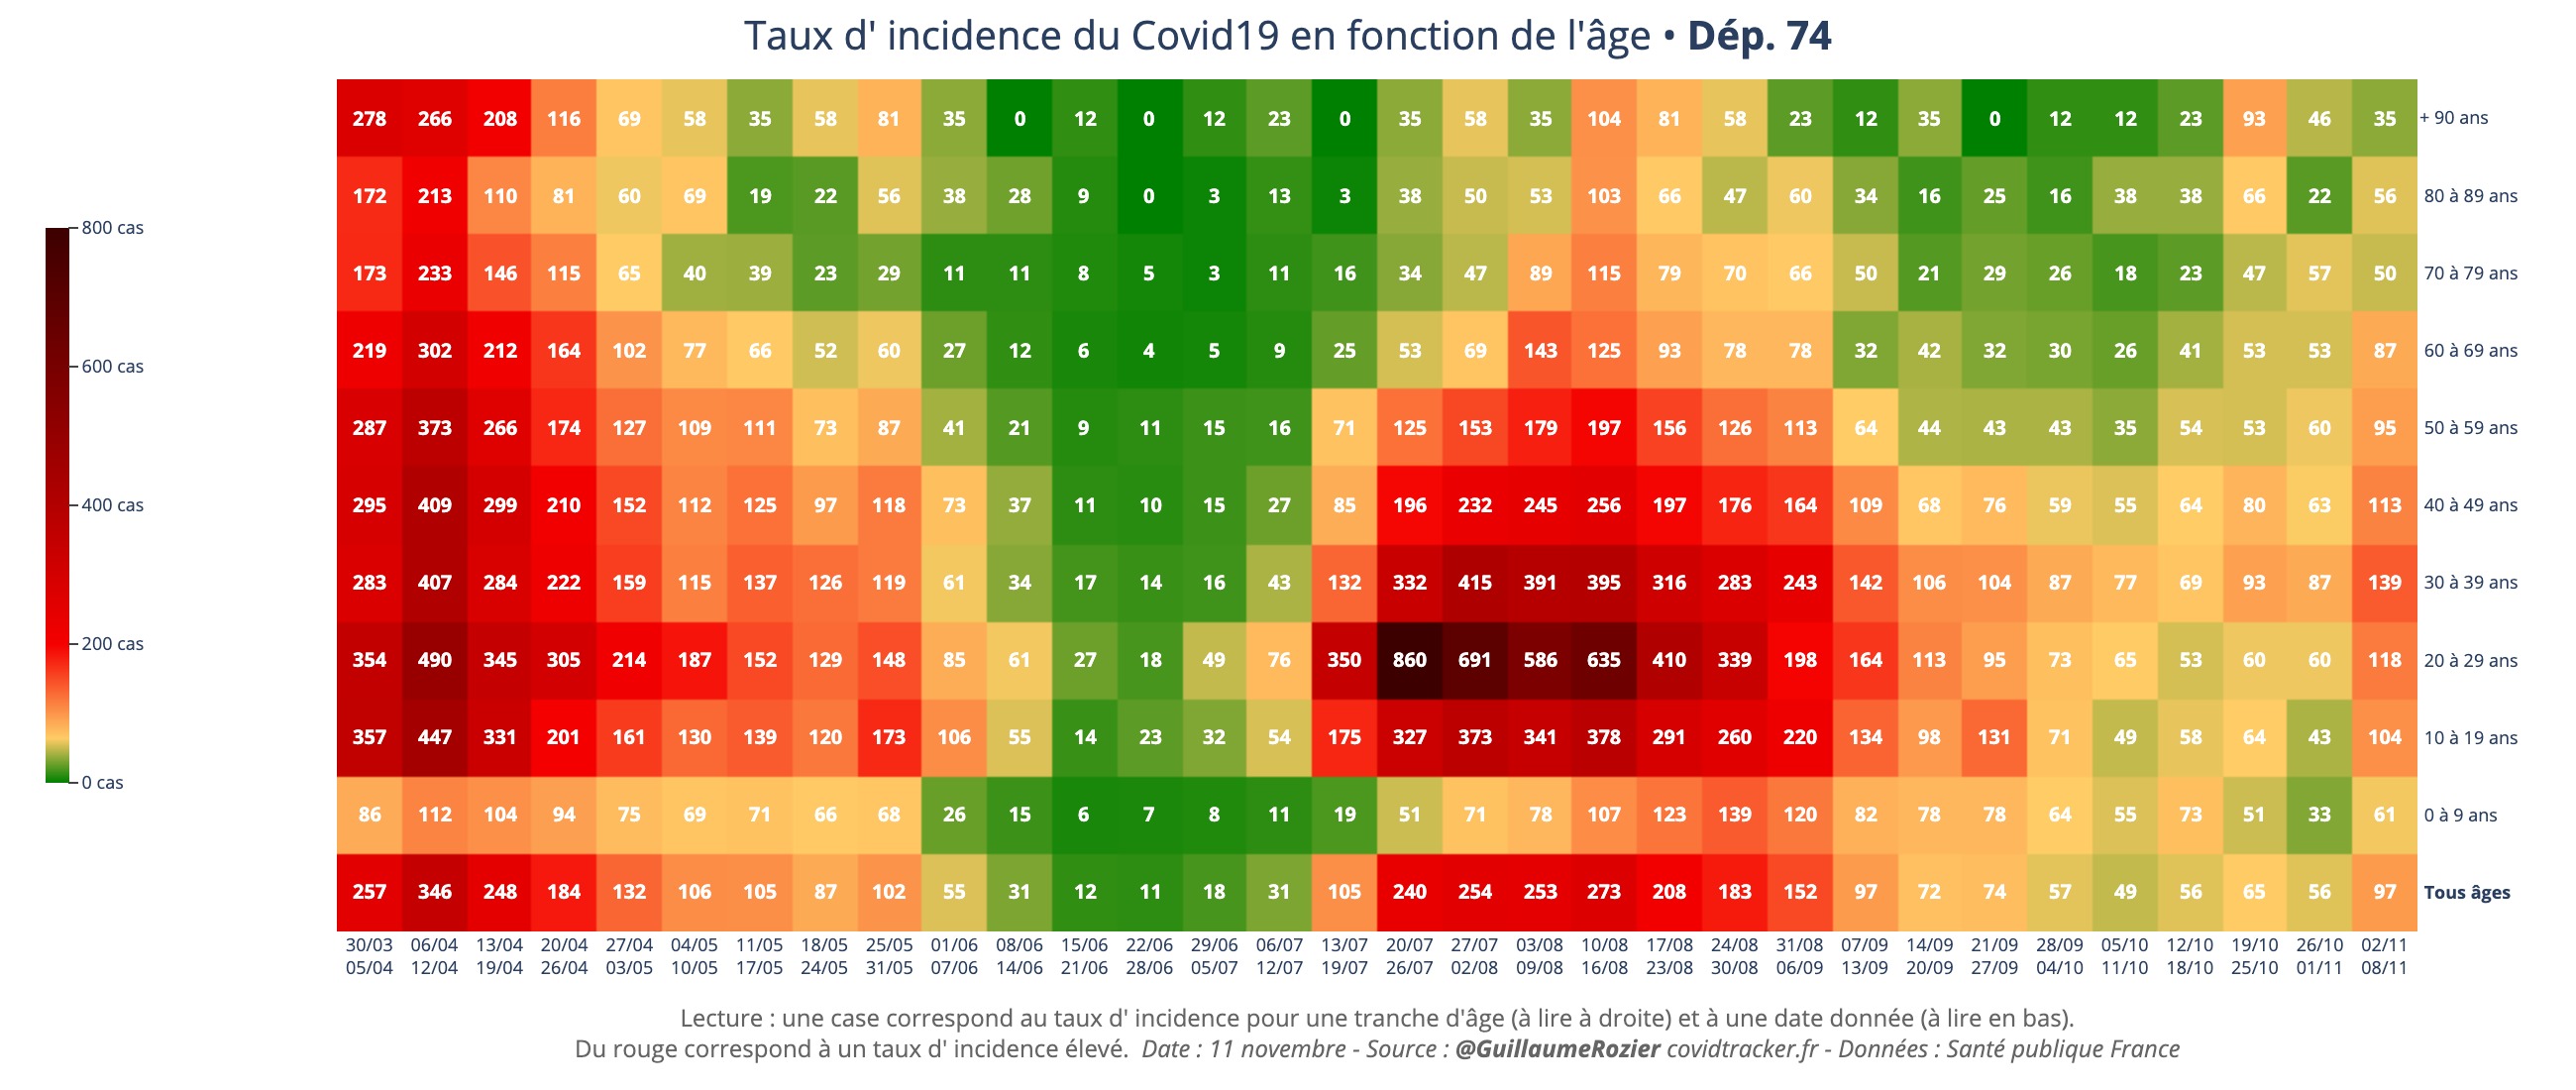 Taux d' incidence du Covid19 en fonction de l'âge • Dép. 74
800 cas
600 cas
400 cas
200 cas
0 cas
278 266 208 116 69 58 35 58 81 35 0 12 0 12 23 0 35 58 35 104 81 58 23 12 35 0 12 12 23 93 46 35 + 90 ans
172 213 110 81 60 69 19 22 56 38 28 9 0 3 13 3 38 50 53 103 66 47 60 34 16 25 16 38 38 66 22 56 80 à 89 ans
173 233 146 115 65 40 39 23 29 11 11 8 5 3 11 16 34 47 89 115 79 70 66 50 21 29 26 18 23 47 57 50 70 à 79 ans
219 302 212 164 102 77 66 52 60 27 12 6 4 5 9 25 53 69 143 125 93 78 78 32 42 32 30 26 41 53 53 87 60 à 69 ans
287 373 266 174 127 109 111 73 87 41 21 9 11 15 16 71 125 153 179 197 156 126 113 64 44 43 43 35 54 53 60 95 50 à 59 ans
295 409 299 210 152 112 125 97 118 73 37 11 10 15 27 85 196 232 245 256 197 176 164 109 68 76 59 55 64 80 63 113 40 à 49 ans
283 407 284 222 159 115 137 126 119 61 34 17 14 16 43 132 332 415 391 395 316 283 243 142 106 104 87 77 69 93 87 139 30 à 39 ans
354 490 345 305 214 187 152 129 148 85 61 27 18 49 76 350 860 691 586 635 410 339 198 164 113 95 73 65 53 60 60 118 20 à 29 ans
357 447 331 201 161 130 139 120 173 106 55 14 23 32 54 175 327 373 341 378 291 260 220 134 98 131 71 49 58 64 43 104 10 à 19 ans
86 112 104 94 75 69 71 66 68 26 15 6 7 8 11 19 51 71 78 107 123 139 120 82 78 78 64 55 73 51 33 61 0 à 9 ans
257 346 248 184 132 106 105 87 102 55 31 12 11 18 31 105 240 254 253 273 208 183 152 97 72 74 57 49 56 65 56 97 Tous âges
30/03 06/04 13/04 20/04 27/04 04/05 11/05 18/05 25/05 01/06 08/06 15/06 22/06 29/06 06/07 13/07 20/07 27/07 03/08 10/08 17/08 24/08 31/08 07/09 14/09 21/09 28/09 05/10 12/10 19/10 26/10 02/11
05/04 12/04 19/04 26/04 03/05 10/05 17/05 24/05 31/05 07/06 14/06 21/06 28/06 05/07 12/07 19/07 26/07 02/08 09/08 16/08 23/08 30/08 06/09 13/09 20/09 27/09 04/10 11/10 18/10 25/10 01/11 08/11
Lecture : une case correspond au taux d' incidence pour une tranche d'âge (à lire à droite) et à une date donnée (à lire en bas).
Du rouge correspond à un taux d' incidence élevé. Date : 11 novembre - Source : @GuillaumeRozier covidtracker.fr - Données : Santé publique France